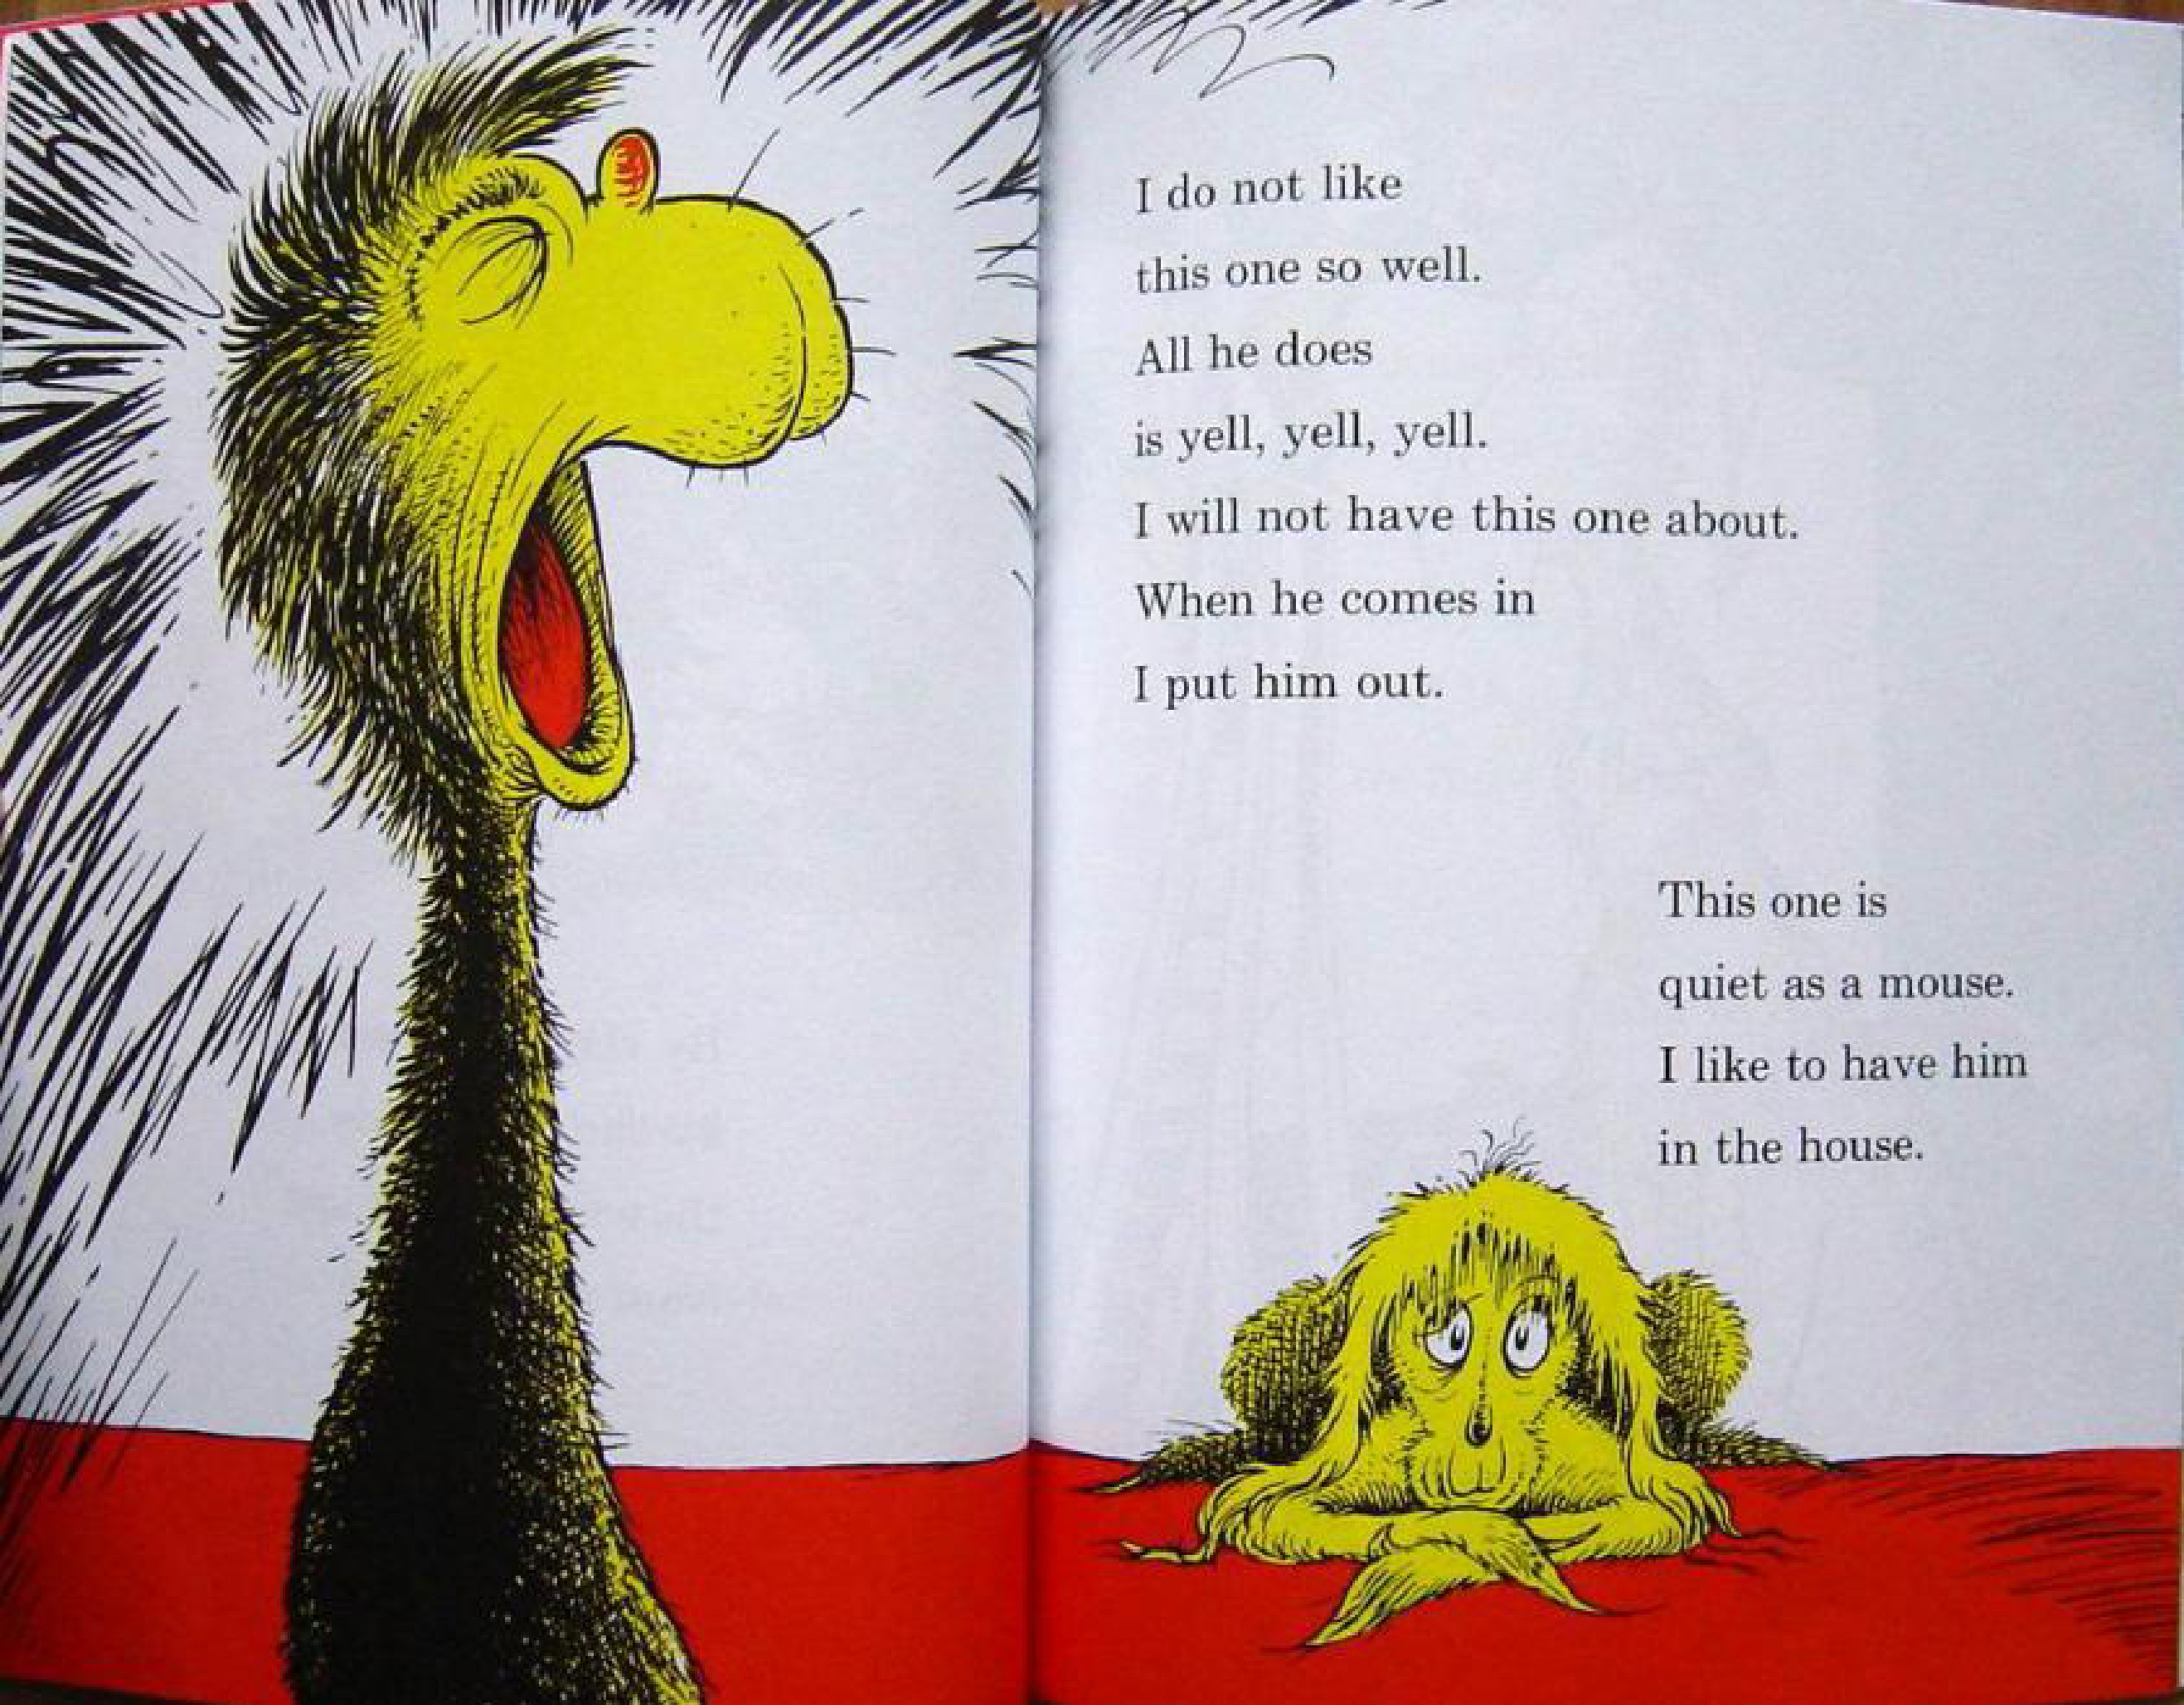 I do not like
this one so well.
All he does
is yell, yell, yell.
I will not have this one about.
When he comes in
I put him out.
This one is
quiet as a mouse.
I like to have him
in the house.